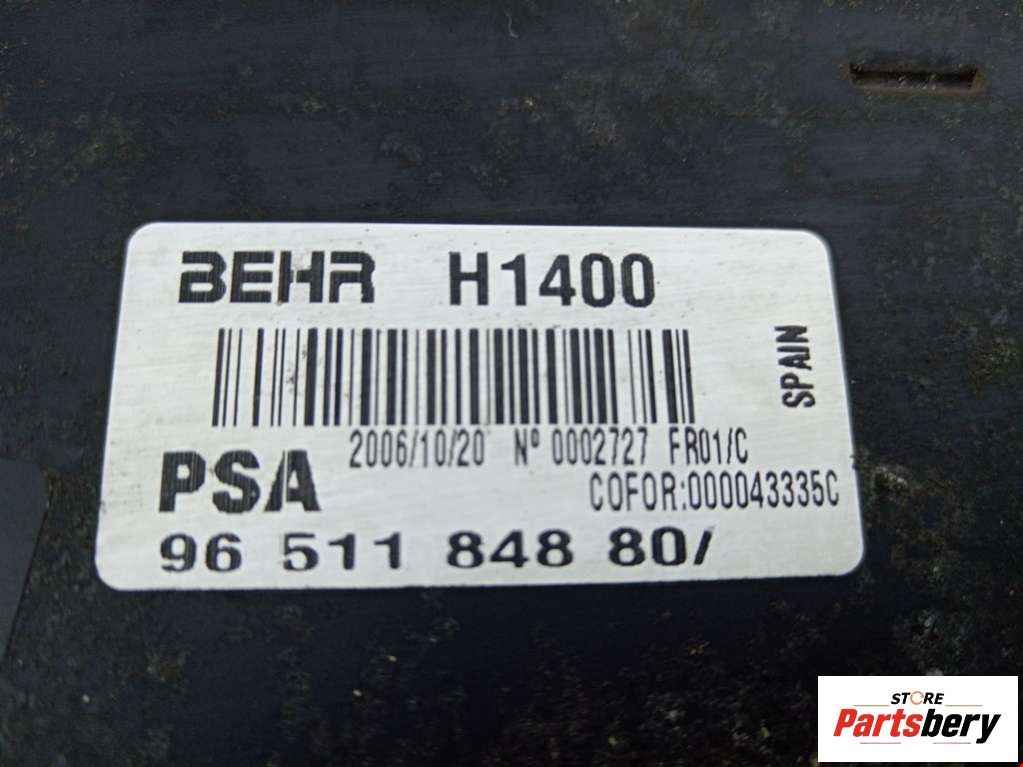 BEHR H1400
SPAIN
2006/10/20 Nº 0002727 FR01/C
PSA
COFOR:000043335C
96 511 848 80/
STORE
Partsbery